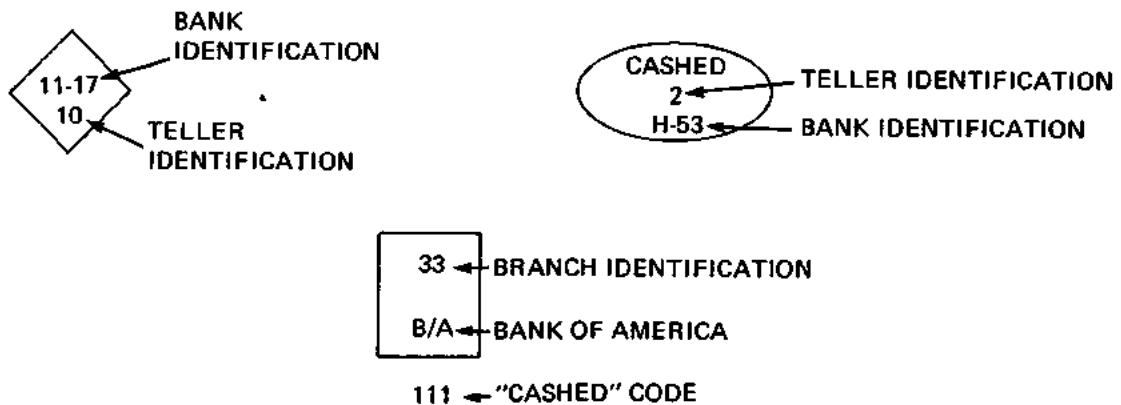 BANK
IDENTIFICATION
11-17
10
TELLER
IDENTIFICATION
CASHED
2
H-53
TELLER IDENTIFICATION
BANK IDENTIFICATION
33
BRANCH IDENTIFICATION
B/A
BANK OF AMERICA
111
"CASHED" CODE